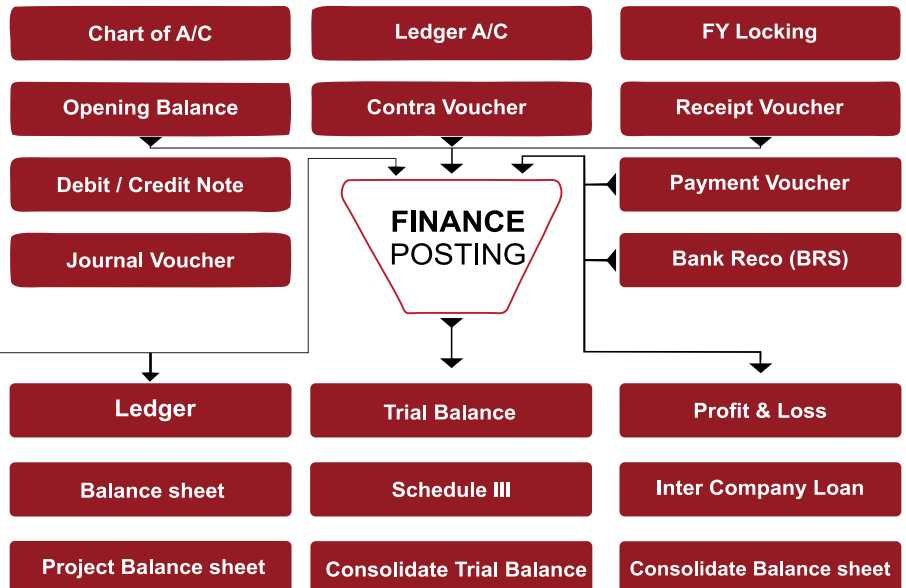 Chart of A/C
Ledger A/C
FY Locking
Opening Balance
Contra Voucher
Receipt Voucher
Debit / Credit Note
Payment Voucher
FINANCE
POSTING
Journal Voucher
Bank Reco (BRS)
Ledger
Trial Balance
Profit & Loss
Balance sheet
Schedule III
Inter Company Loan
Project Balance sheet
Consolidate Trial Balance
Consolidate Balance sheet